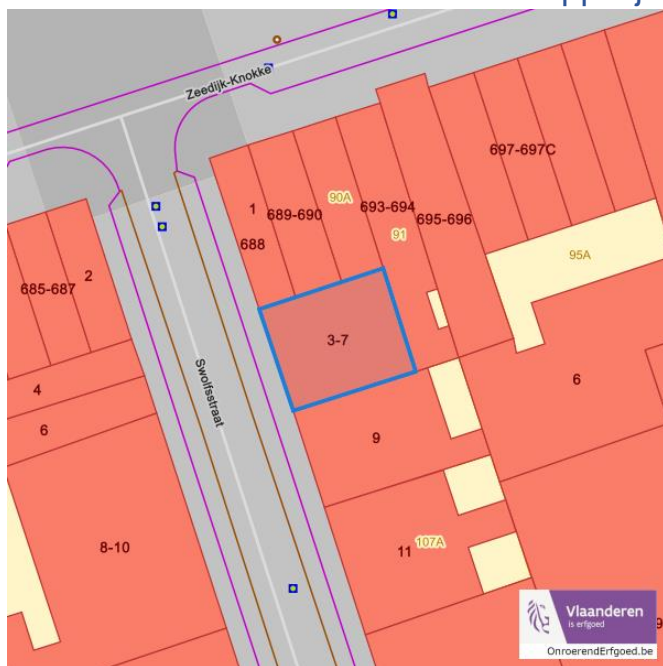 Zeedijk-Knokke
697-697C
90A
1
689-690
693-694
695-696
91
688
95A
2
685-687
3-7
Swolfsstraat
4
6
6
9
8-10
11
107A
Vlaanderen
is erfgoed
OnroerendErfgoed.be